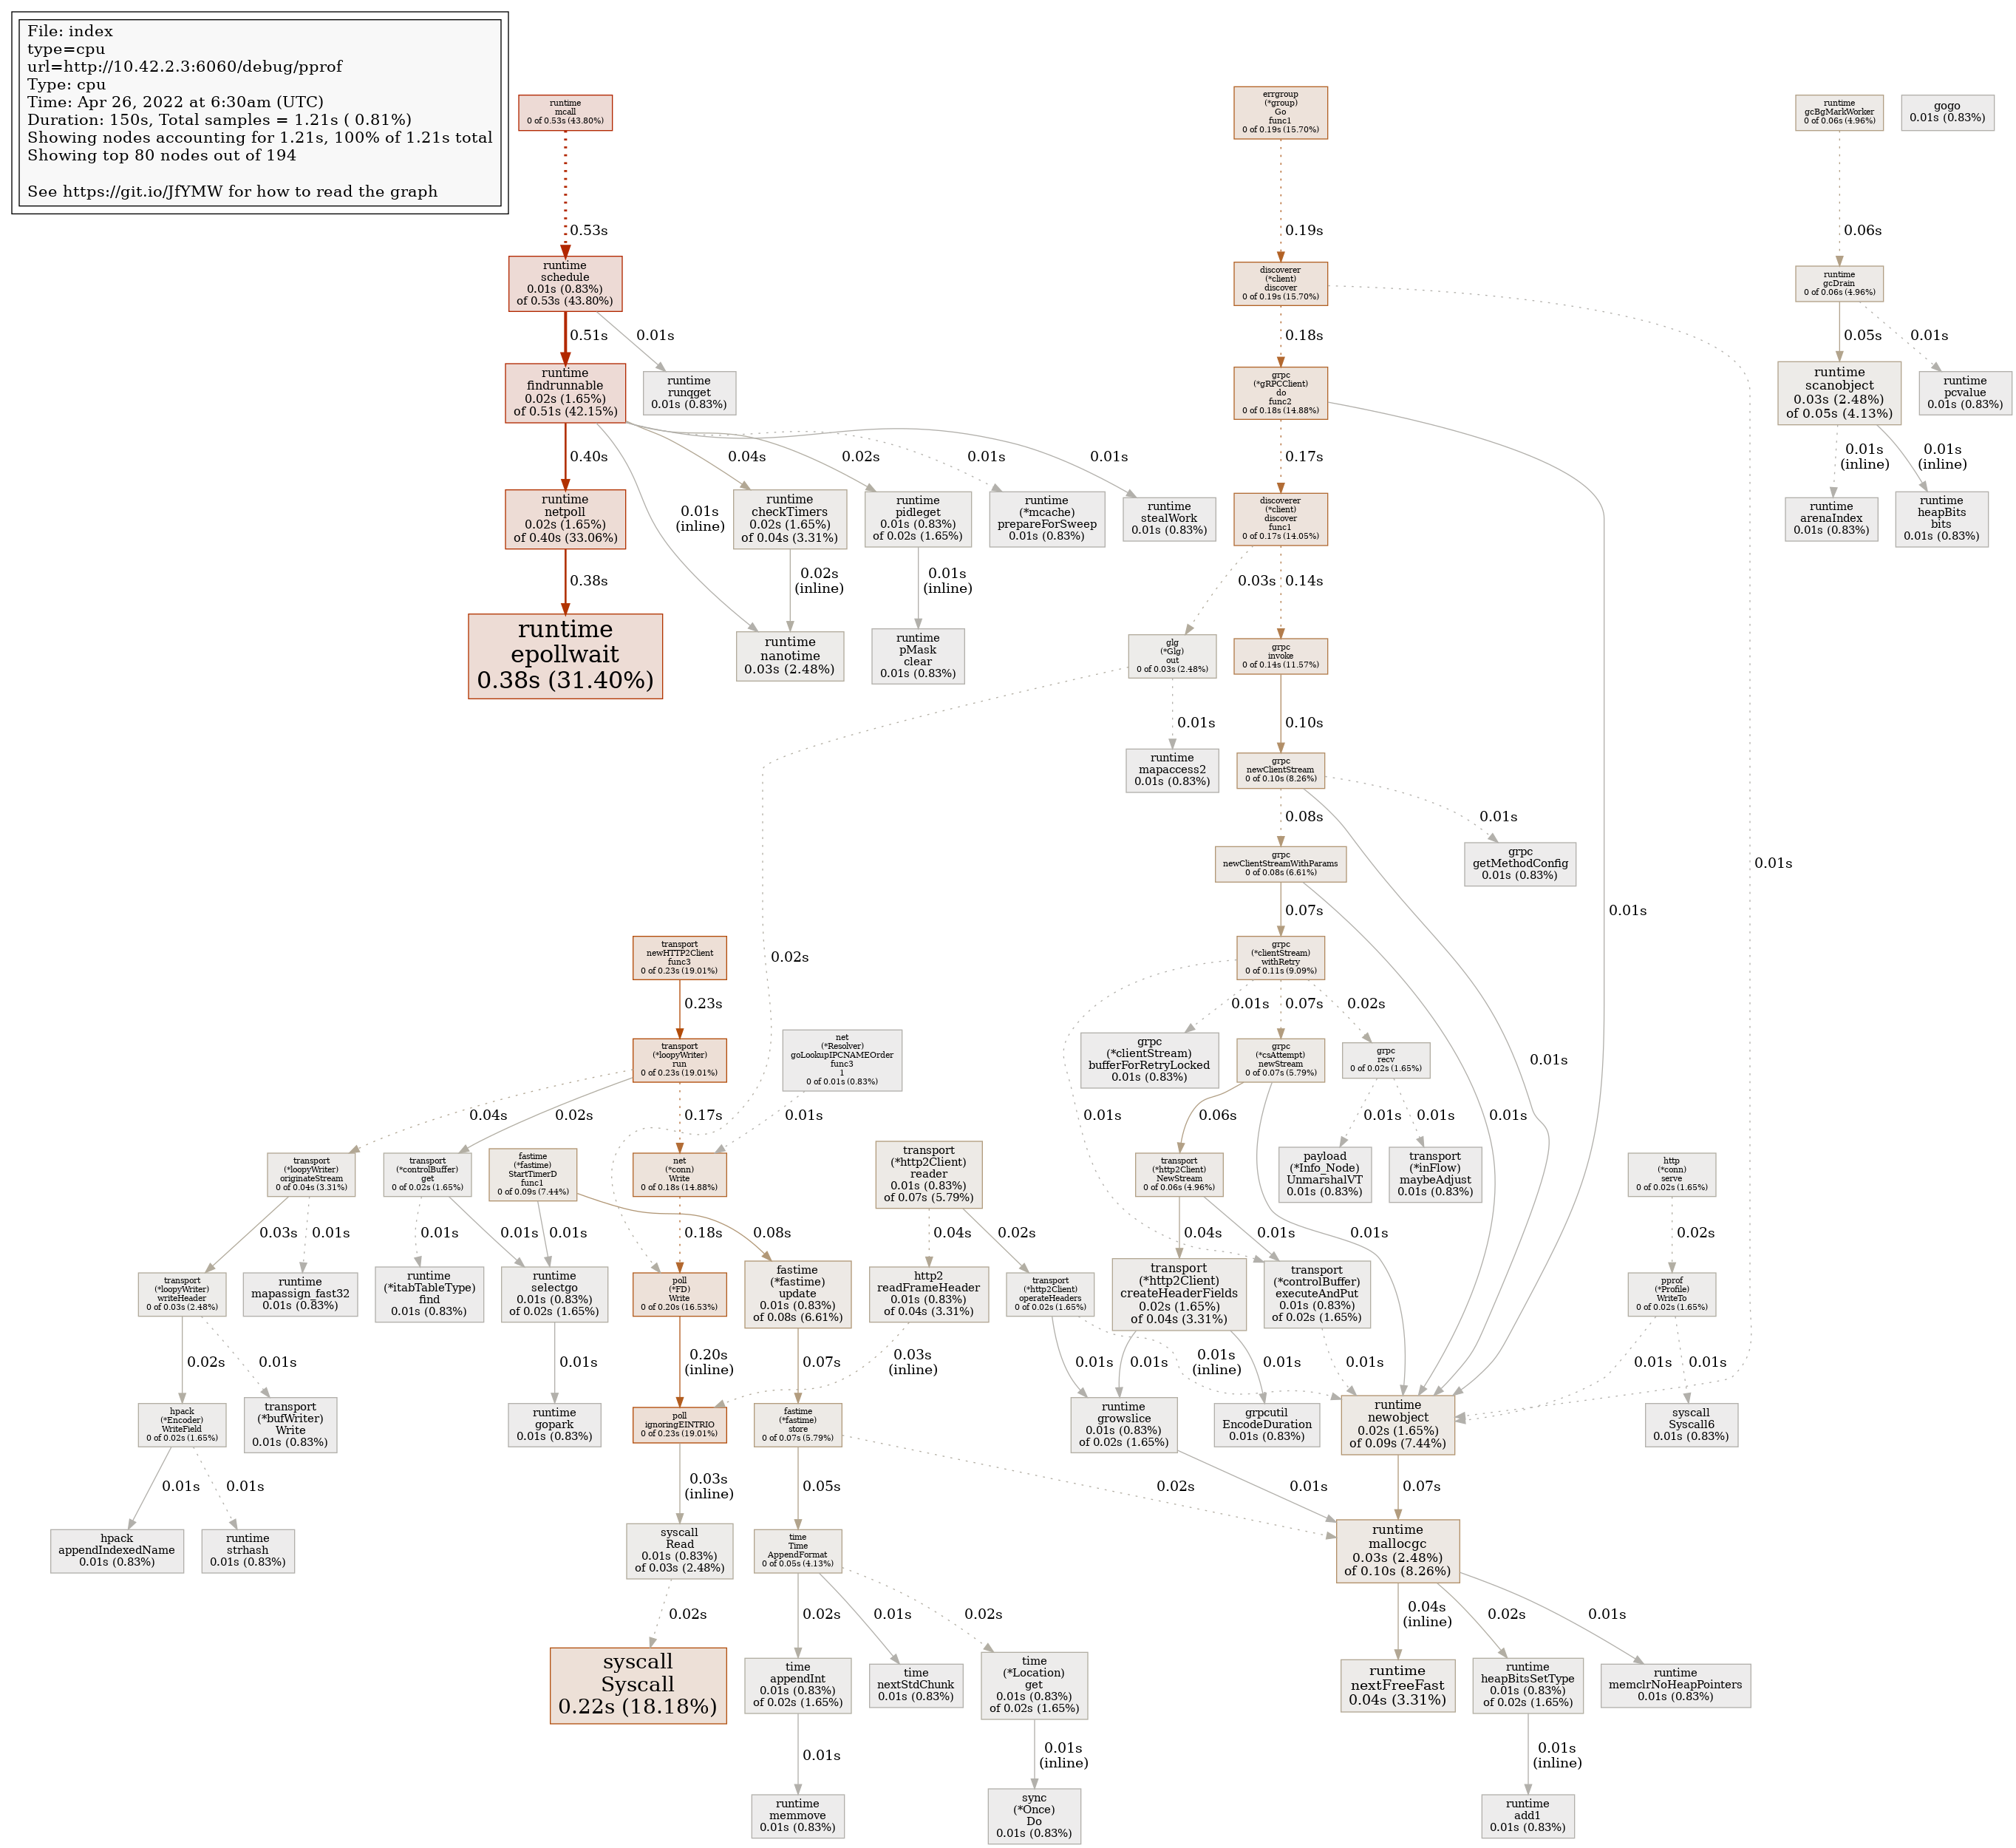 File: index
type=cpu
url=http://10.42.2.3:6060/debug/pprof
Type: cpu
Time: Apr 26, 2022 at 6:30am (UTC)
Duration: 150s, Total samples = 1.21s ( 0.81%)
Showing nodes accounting for 1.21s, 100% of 1.21s total
Showing top 80 nodes out of 194
See https://git.io/JfYMW for how to read the graph
runtime
mcall
0 of 0.53s (43.80%)
errgroup
(*group)
Go
func1
0 of 0.19s (15.70%)
runtime
gcBgMarkWorker
0 of 0.06s (4.96%)
gogo
0.01s (0.83%)
0.53s
0.19s
0.06s
runtime
schedule
0.01s (0.83%)
of 0.53s (43.80%)
discoverer
(*client)
discover
0 of 0.19s (15.70%)
runtime
gcDrain
0 of 0.06s (4.96%)
0.51s
0.01s
0.18s
0.05s
0.01s
runtime
findrunnable
0.02s (1.65%)
of 0.51s (42.15%)
runtime
runqget
0.01s (0.83%)
grpc
(*gRPCClient)
do
func2
0 of 0.18s (14.88%)
runtime
scanobject
0.03s (2.48%)
of 0.05s (4.13%)
runtime
pcvalue
0.01s (0.83%)
0.40s
0.01s
(inline)
0.04s
0.02s
0.01s
0.01s
0.17s
0.01s
(inline)
0.01s
(inline)
runtime
netpoll
0.02s (1.65%)
of 0.40s (33.06%)
runtime
checkTimers
0.02s (1.65%)
of 0.04s (3.31%)
runtime
pidleget
0.01s (0.83%)
of 0.02s (1.65%)
runtime
(*mcache)
prepareForSweep
0.01s (0.83%)
runtime
stealWork
0.01s (0.83%)
discoverer
(*client)
discover
func1
0 of 0.17s (14.05%)
runtime
arenaIndex
0.01s (0.83%)
runtime
heapBits
bits
0.01s (0.83%)
0.38s
0.02s
(inline)
0.01s
(inline)
0.03s
0.14s
runtime
epollwait
0.38s (31.40%)
runtime
nanotime
0.03s (2.48%)
runtime
pMask
clear
0.01s (0.83%)
glg
(*Glg)
out
0 of 0.03s (2.48%)
grpc
invoke
0 of 0.14s (11.57%)
0.01s
0.10s
runtime
mapaccess2
0.01s (0.83%)
grpc
newClientStream
0 of 0.10s (8.26%)
0.08s
0.01s
grpc
newClientStreamWithParams
0 of 0.08s (6.61%)
grpc
getMethodConfig
0.01s (0.83%)
0.01s
0.07s
0.01s
0.02s
transport
newHTTP2Client
func3
0 of 0.23s (19.01%)
grpc
(*clientStream)
withRetry
0 of 0.11s (9.09%)
0.23s
0.01s
0.07s
0.02s
transport
(*loopyWriter)
run
0 of 0.23s (19.01%)
net
(*Resolver)
goLookupIPCNAMEOrder
func3
1
0 of 0.01s (0.83%)
grpc
(*clientStream)
bufferForRetryLocked
0.01s (0.83%)
grpc
(*csAttempt)
newStream
0 of 0.07s (5.79%)
grpc
recv
0 of 0.02s (1.65%)
0.01s
0.04s
0.02s
0.17s
0.01s
0.01s
0.06s
0.01s
0.01s
0.01s
transport
(*loopyWriter)
originateStream
0 of 0.04s (3.31%)
transport
(*controlBuffer)
get
0 of 0.02s (1.65%)
fastime
(*fastime)
StartTimerD
func1
0 of 0.09s (7.44%)
net
(*conn)
Write
0 of 0.18s (14.88%)
transport
(*http2Client)
reader
0.01s (0.83%)
of 0.07s (5.79%)
transport
(*http2Client)
NewStream
0 of 0.06s (4.96%)
payload
(*Info_Node)
UnmarshalVT
0.01s (0.83%)
transport
(*inFlow)
maybeAdjust
0.01s (0.83%)
http
(*conn)
serve
0 of 0.02s (1.65%)
0.03s
0.01s
0.01s
0.01s
0.01s
0.18s
0.08s
0.04s
0.02s
0.04s
0.01s
0.01s
0.02s
transport
(*loopyWriter)
writeHeader
0 of 0.03s (2.48%)
runtime
mapassign_fast32
0.01s (0.83%)
runtime
(*itabTableType)
find
0.01s (0.83%)
runtime
selectgo
0.01s (0.83%)
of 0.02s (1.65%)
poll
(*FD)
Write
0 of 0.20s (16.53%)
fastime
(*fastime)
update
0.01s (0.83%)
of 0.08s (6.61%)
http2
readFrameHeader
0.01s (0.83%)
of 0.04s (3.31%)
transport
(*http2Client)
operateHeaders
0 of 0.02s (1.65%)
transport
(*http2Client)
createHeaderFields
0.02s (1.65%)
of 0.04s (3.31%)
transport
(*controlBuffer)
executeAndPut
0.01s (0.83%)
of 0.02s (1.65%)
pprof
(*Profile)
WriteTo
0 of 0.02s (1.65%)
0.02s
0.01s
0.01s
0.20s
(inline)
0.07s
0.03s
(inline)
0.01s
0.01s
0.01s
(inline)
0.01s
0.01s
0.01s
0.01s
hpack
(*Encoder)
WriteField
0 of 0.02s (1.65%)
transport
(*bufWriter)
Write
0.01s (0.83%)
runtime
gopark
0.01s (0.83%)
poll
ignoringEINTRIO
0 of 0.23s (19.01%)
fastime
(*fastime)
store
0 of 0.07s (5.79%)
runtime
growslice
0.01s (0.83%)
of 0.02s (1.65%)
grpcutil
EncodeDuration
0.01s (0.83%)
runtime
newobject
0.02s (1.65%)
of 0.09s (7.44%)
syscall
Syscall6
0.01s (0.83%)
0.01s
0.01s
0.03s
(inline)
0.05s
0.02s
0.01s
0.07s
hpack
appendIndexedName
0.01s (0.83%)
runtime
strhash
0.01s (0.83%)
syscall
Read
0.01s (0.83%)
of 0.03s (2.48%)
time
Time
AppendFormat
0 of 0.05s (4.13%)
runtime
mallocgc
0.03s (2.48%)
of 0.10s (8.26%)
0.02s
0.02s
0.01s
0.02s
0.04s
(inline)
0.02s
0.01s
syscall
Syscall
0.22s (18.18%)
time
appendInt
0.01s (0.83%)
of 0.02s (1.65%)
time
nextStdChunk
0.01s (0.83%)
time
(*Location)
get
0.01s (0.83%)
of 0.02s (1.65%)
runtime
nextFreeFast
0.04s (3.31%)
runtime
heapBitsSetType
0.01s (0.83%)
of 0.02s (1.65%)
runtime
memclrNoHeapPointers
0.01s (0.83%)
0.01s
0.01s
(inline)
0.01s
(inline)
runtime
memmove
0.01s (0.83%)
sync
(*Once)
Do
0.01s (0.83%)
runtime
add1
0.01s (0.83%)